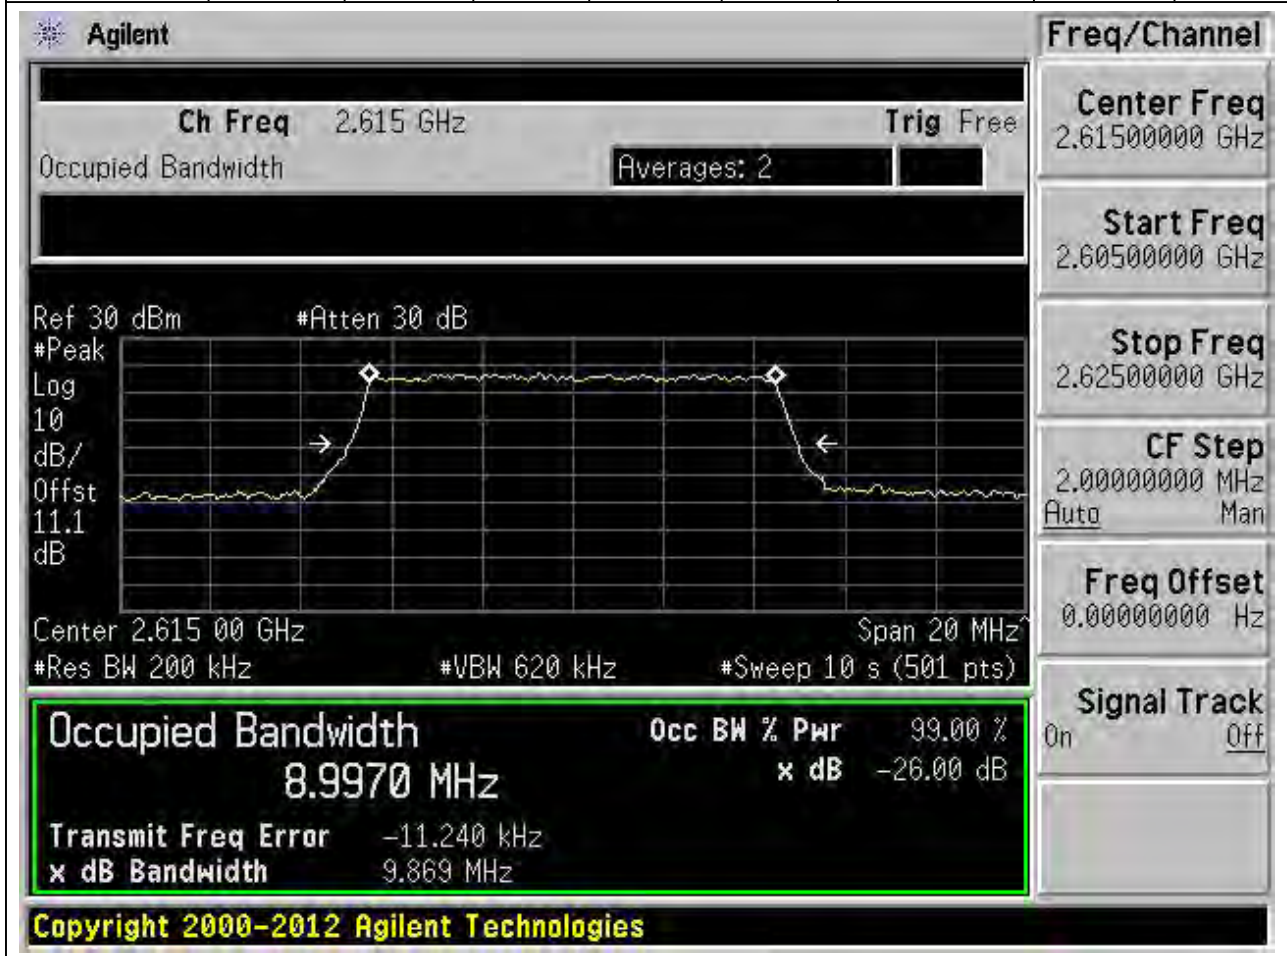 Agilent
Freq/Channel
Ch Freq 2.615 GHz Trig Free
Occupied Bandwidth Averages: 2
Center Freq
2.61500000 GHz
Start Freq
2.60500000 GHz
Stop Freq
2.62500000 GHz
CF Step
2.00000000 MHz
Auto Man
Freq Offset
0.00000000 Hz
Signal Track
On Off
Ref 30 dBm #Atten 30 dB
#Peak
Log
10
dB/
Offst
11.1
dB
Center 2.615 00 GHz Span 20 MHz^
#Res BW 200 kHz #VBW 620 kHz #Sweep 10 s (501 pts)
Occupied Bandwidth Occ BW % Pwr 99.00 %
8.9970 MHz x dB -26.00 dB
Transmit Freq Error -11.240 kHz
x dB Bandwidth 9.869 MHz
Copyright 2000-2012 Agilent Technologies